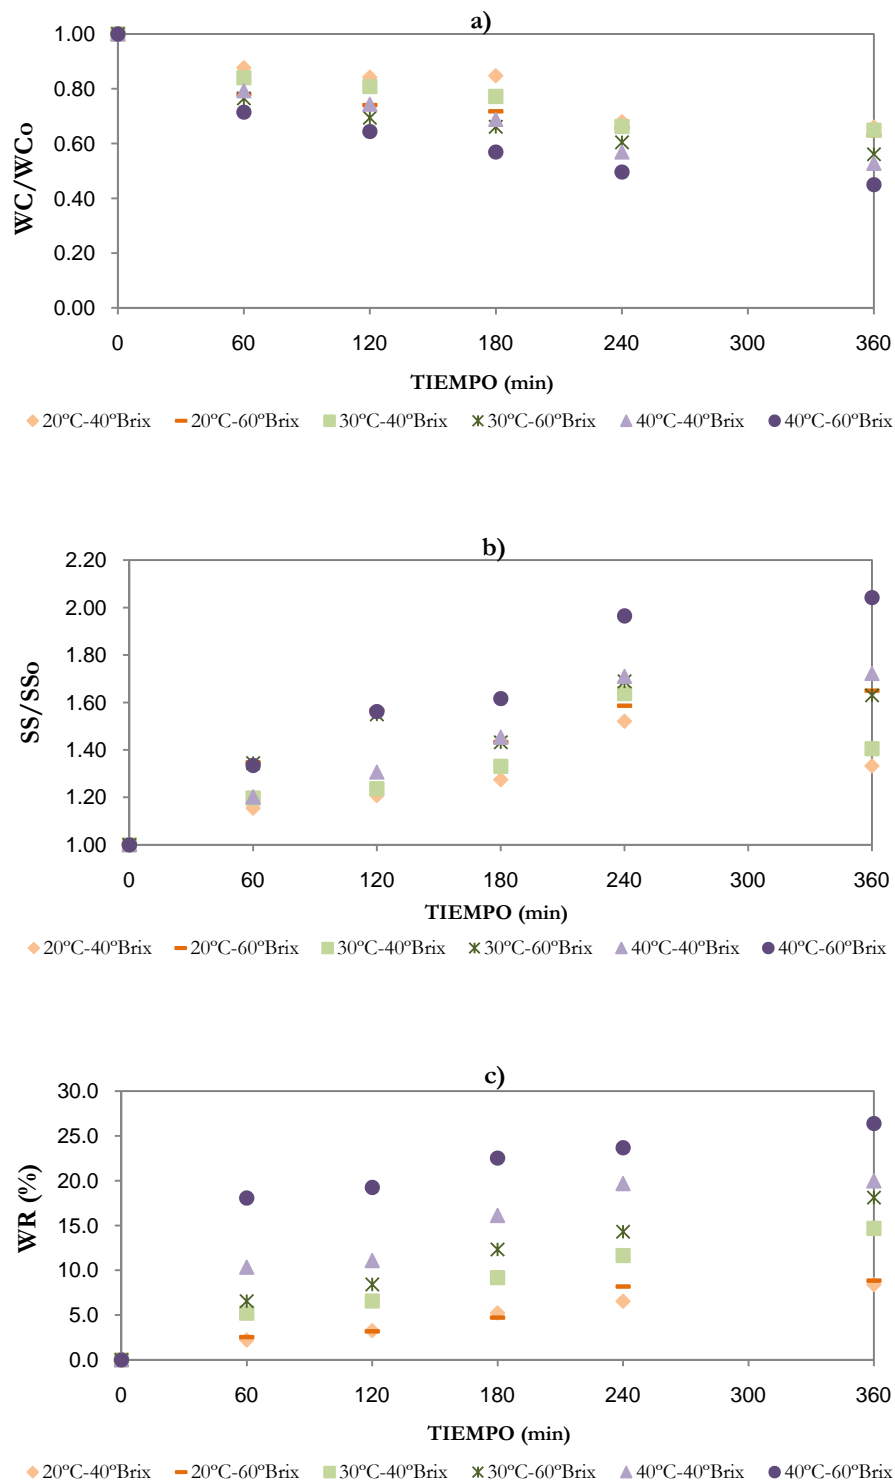 a)
1.00
0.80
0.60
0.40
0.20
0.00
WC/WCo
0 60 120 180 240 300 360
TIEMPO (min)
20ºC-40ºBrix 20ºC-60ºBrix 30ºC-40ºBrix 30ºC-60ºBrix 40ºC-40ºBrix 40ºC-60ºBrix
b)
2.20
2.00
1.80
1.60
1.40
1.20
1.00
SS/SSo
0 60 120 180 240 300 360
TIEMPO (min)
20ºC-40ºBrix 20ºC-60ºBrix 30ºC-40ºBrix 30ºC-60ºBrix 40ºC-40ºBrix 40ºC-60ºBrix
c)
30.0
25.0
20.0
15.0
10.0
5.0
0.0
WR (%)
0 60 120 180 240 300 360
TIEMPO (min)
20ºC-40ºBrix 20ºC-60ºBrix 30ºC-40ºBrix 30ºC-60ºBrix 40ºC-40ºBrix 40ºC-60ºBrix